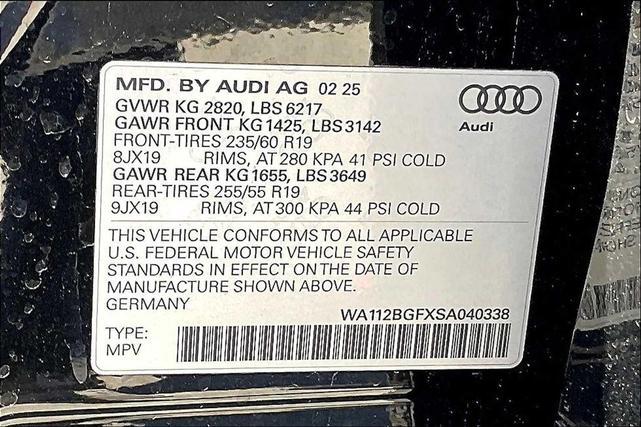 MFD. BY AUDI AG 02 25
GVWR KG 2820, LBS 6217
GAWR FRONT KG 1425, LBS 3142
FRONT-TIRES 235/60 R19
8JX19 RIMS, AT 280 KPA 41 PSI COLD
GAWR REAR KG 1655, LBS 3649
REAR-TIRES 255/55 R19
9JX19 RIMS, AT 300 KPA 44 PSI COLD
Audi
THIS VEHICLE CONFORMS TO ALL APPLICABLE
U.S. FEDERAL MOTOR VEHICLE SAFETY
STANDARDS IN EFFECT ON THE DATE OF
MANUFACTURE SHOWN ABOVE.
GERMANY
WA112BGFXSA040338
TYPE:
MPV